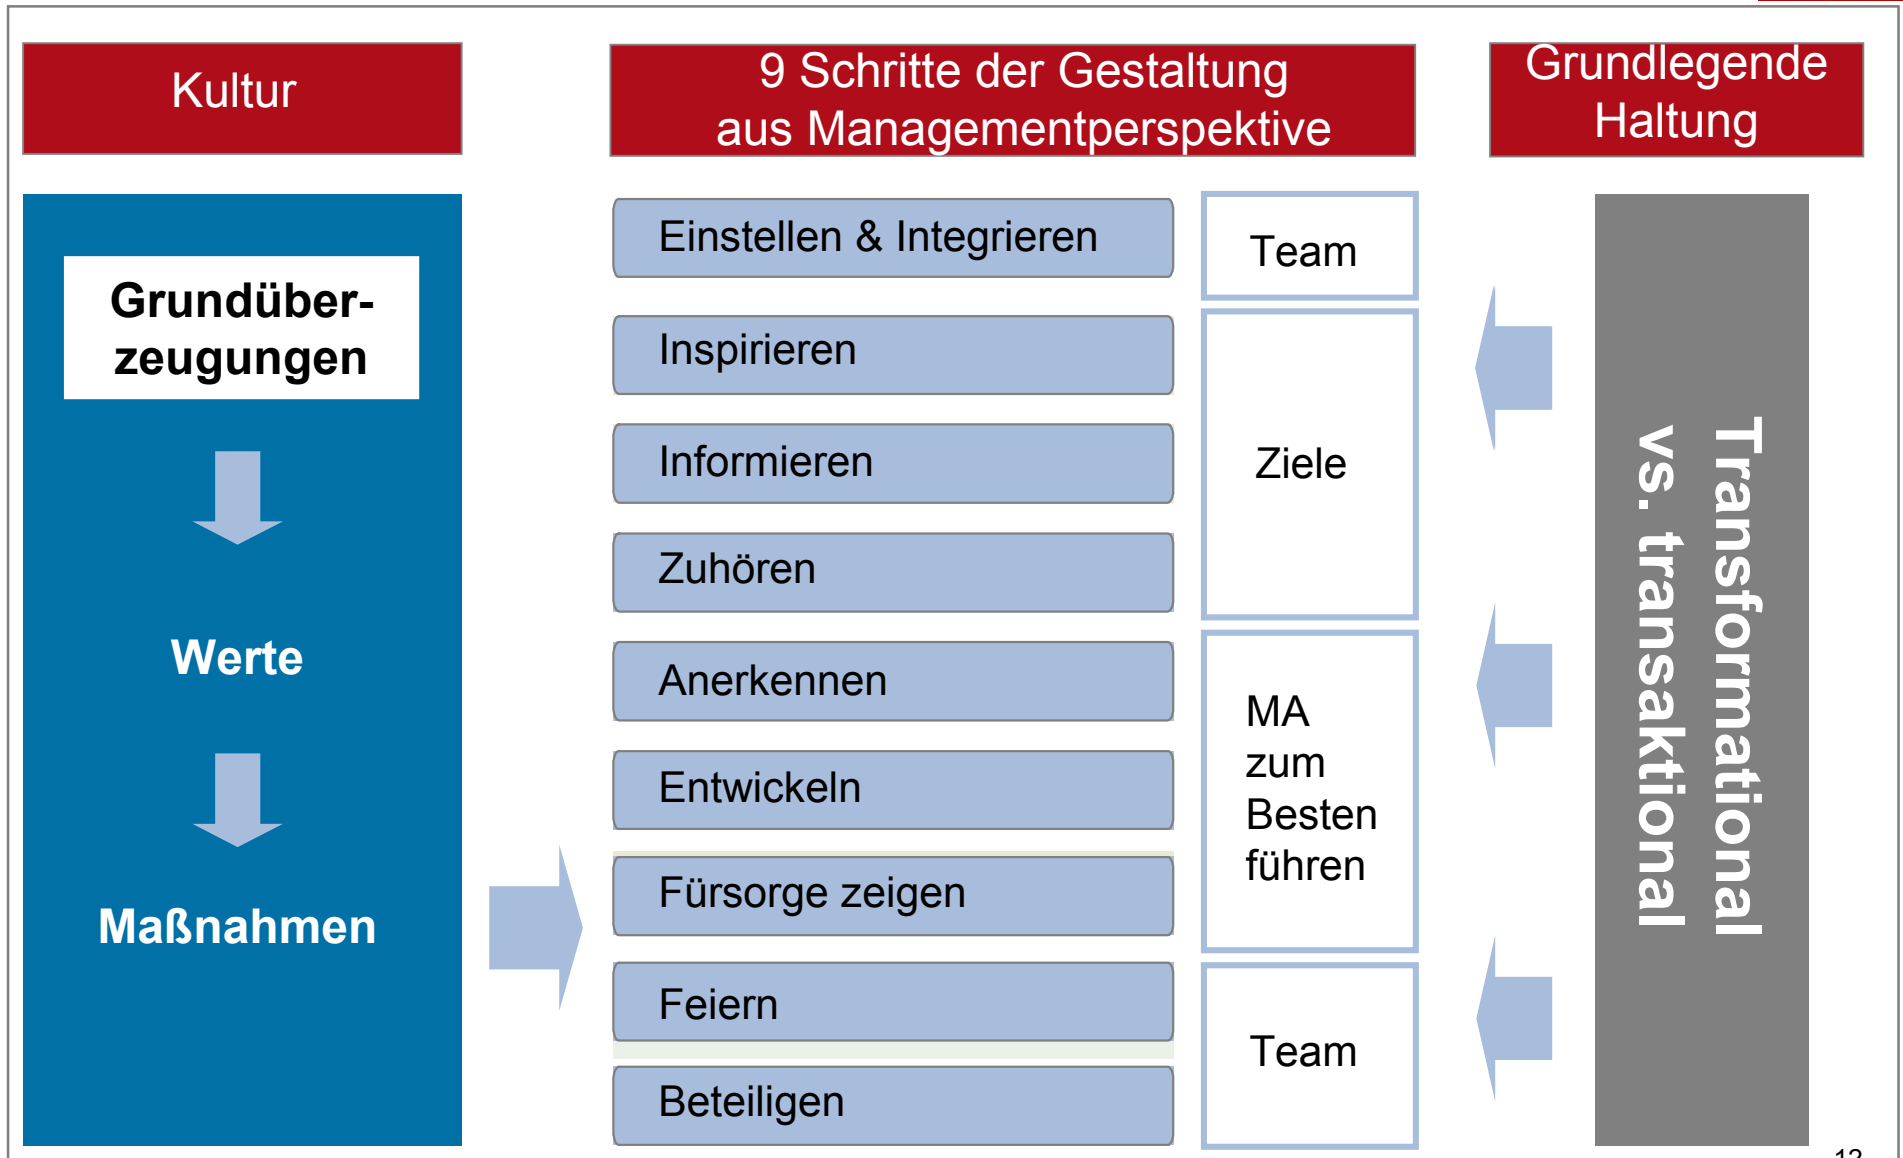 Kultur
9 Schritte der Gestaltung
aus Managementperspektive
Grundlegende
Haltung
Grundüber-
zeugungen
Werte
Maßnahmen
Einstellen & Integrieren
Inspirieren
Informieren
Zuhören
Anerkennen
Entwickeln
Fürsorge zeigen
Feiern
Beteiligen
Team
Ziele
MA
zum
Besten
führen
Team
Transformational
vs. transaktional
12